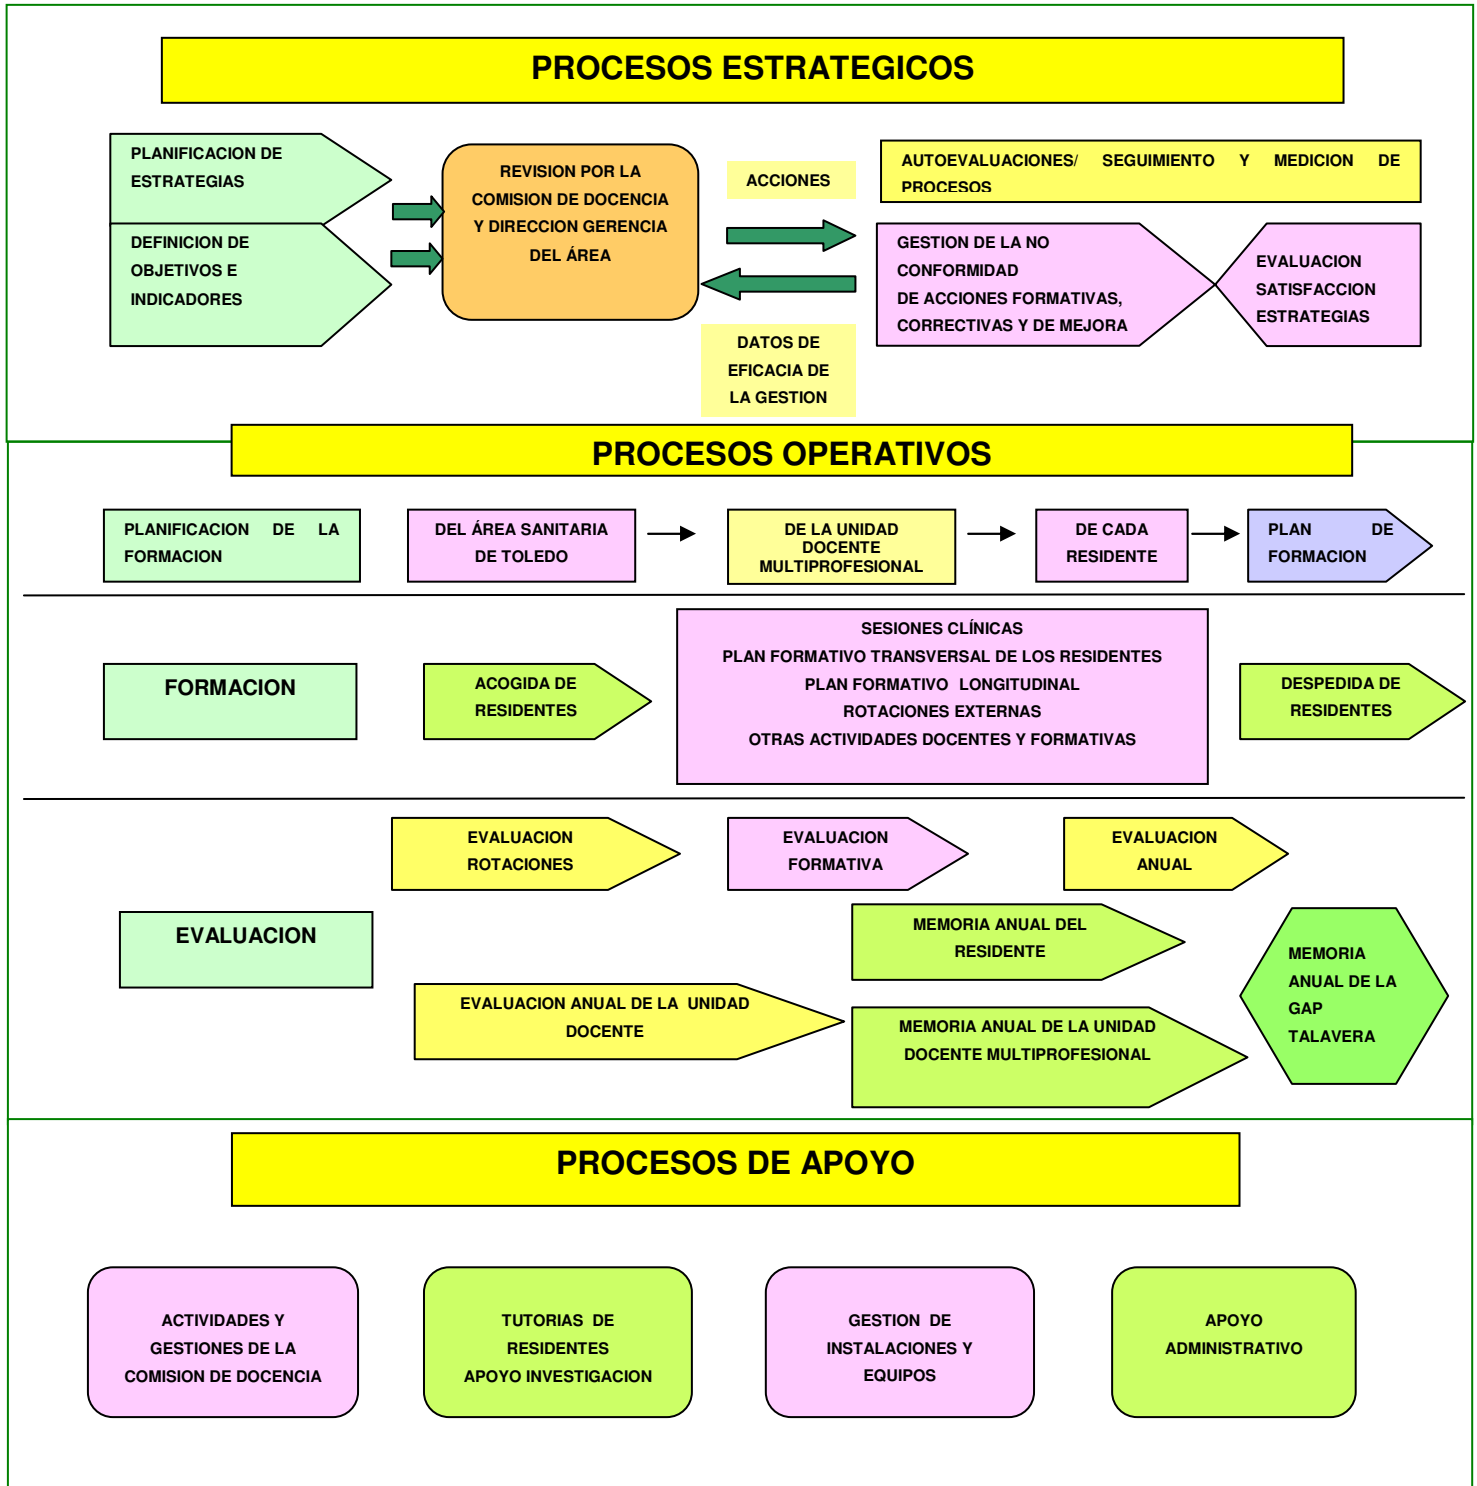 PROCESOS ESTRATEGICOS
PLANIFICACION DE
ESTRATEGIAS
DEFINICION DE
OBJETIVOS E
INDICADORES
REVISION POR LA
COMISION DE DOCENCIA
Y DIRECCION GERENCIA
DEL ÁREA
ACCIONES
DATOS DE
EFICACIA DE
LA GESTION
AUTOEVALUACIONES/ SEGUIMIENTO Y MEDICION DE
PROCESOS
GESTION DE LA NO
CONFORMIDAD
DE ACCIONES FORMATIVAS,
CORRECTIVAS Y DE MEJORA
EVALUACION
SATISFACCION
ESTRATEGIAS
PROCESOS OPERATIVOS
PLANIFICACION DE LA
FORMACION
DEL ÁREA SANITARIA
DE TOLEDO
DE LA UNIDAD
DOCENTE
MULTIPROFESIONAL
DE CADA
RESIDENTE
PLAN DE
FORMACION
FORMACION
ACOGIDA DE
RESIDENTES
SESIONES CLÍNICAS
PLAN FORMATIVO TRANSVERSAL DE LOS RESIDENTES
PLAN FORMATIVO LONGITUDINAL
ROTACIONES EXTERNAS
OTRAS ACTIVIDADES DOCENTES Y FORMATIVAS
DESPEDIDA DE
RESIDENTES
EVALUACION
ROTACIONES
EVALUACION
FORMATIVA
EVALUACION
ANUAL
EVALUACION
MEMORIA ANUAL DEL
RESIDENTE
EVALUACION ANUAL DE LA UNIDAD
DOCENTE
MEMORIA ANUAL DE LA UNIDAD
DOCENTE MULTIPROFESIONAL
MEMORIA
ANUAL DE LA
GAP
TALAVERA
PROCESOS DE APOYO
ACTIVIDADES Y
GESTIONES DE LA
COMISION DE DOCENCIA
TUTORIAS DE
RESIDENTES
APOYO INVESTIGACION
GESTION DE
INSTALACIONES Y
EQUIPOS
APOYO
ADMINISTRATIVO